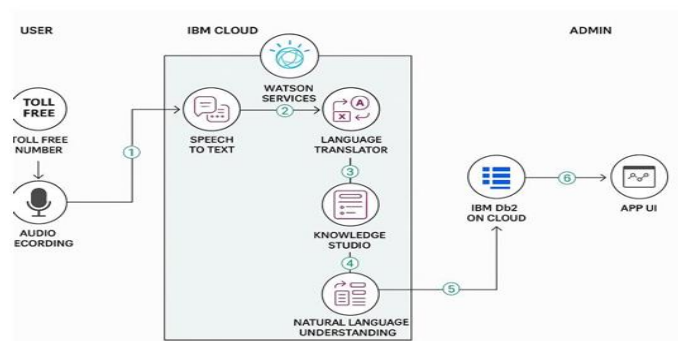 USER
IBM CLOUD
ADMIN
WATSON
SERVICES
TOLL
FREE
TOLL FREE
NUMBER
AUDIO
ECORDING
1
SPEECH
TO TEXT
2
A
X
LANGUAGE
TRANSLATOR
3
KNOWLEDGE
STUDIO
4
NATURAL LANGUAGE
UNDERSTANDING
5
IBM Db2
ON CLOUD
6
APP UI